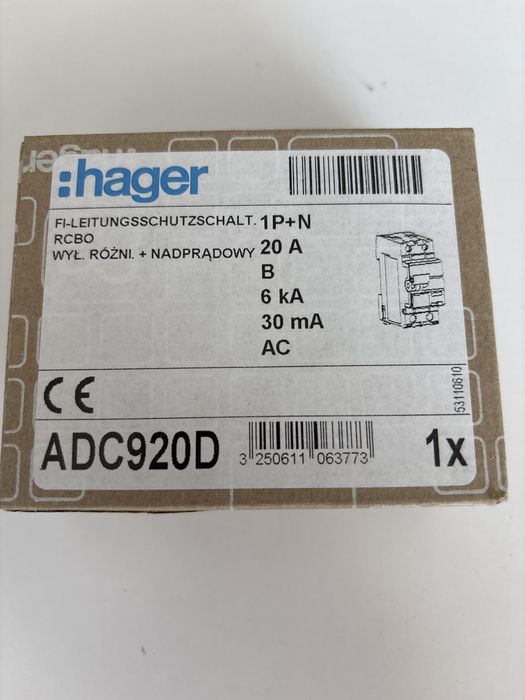 :hager
FI-LEITUNGSSCHUTZSCHALT. 1P+N
RCBO 20 A
WYŁ. RÓŻNI. + NADPRĄDOWY
B
6 kA
30 mA
AC
53110610
CE
ADC920D
3 250611 063773
1x